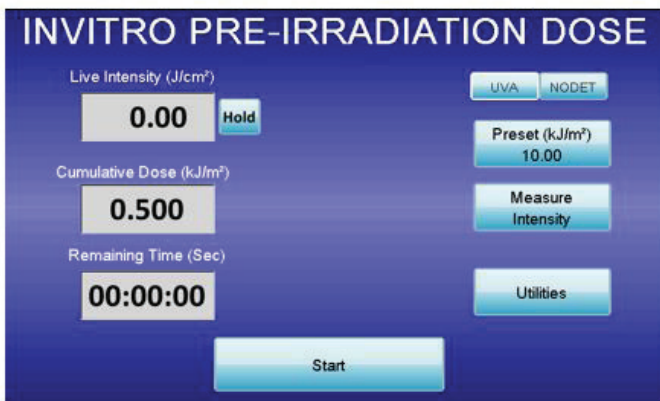 INVITRO PRE-IRRADIATION DOSE
Live Intensity (J/cm²)
0.00
Hold
Cumulative Dose (kJ/m²)
0.500
Remaining Time (Sec)
00:00:00
UVA
NODET
Preset (kJ/m²)
10.00
Measure
Intensity
Utilities
Start